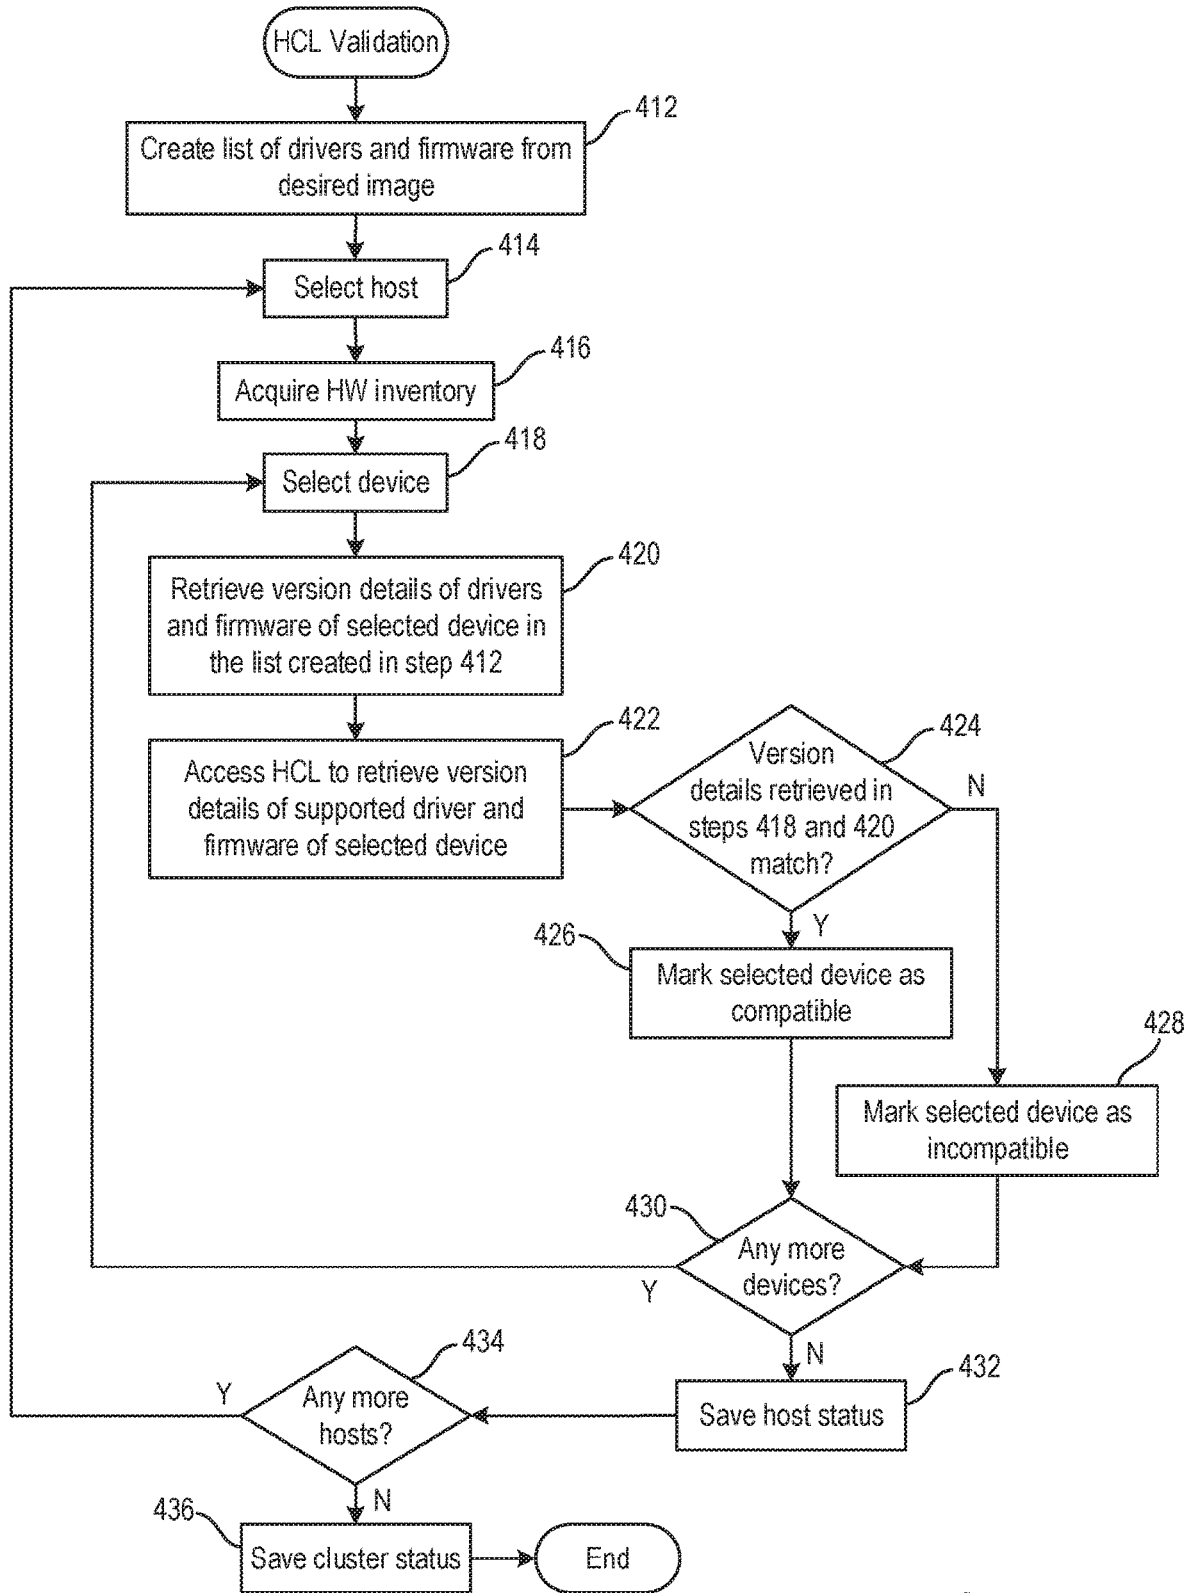 HCL Validation
412
Create list of drivers and firmware from
desired image
414
Select host
416
Acquire HW inventory
418
Select device
420
Retrieve version details of drivers
and firmware of selected device in
the list created in step 412
422
Access HCL to retrieve version
details of supported driver and
firmware of selected device
424
Version
details retrieved in
steps 418 and 420
match?
N
Y
426
Mark selected device as
compatible
428
Mark selected device as
incompatible
430
Any more
devices?
Y
N
432
Save host status
434
Any more
hosts?
Y
N
436
Save cluster status
End